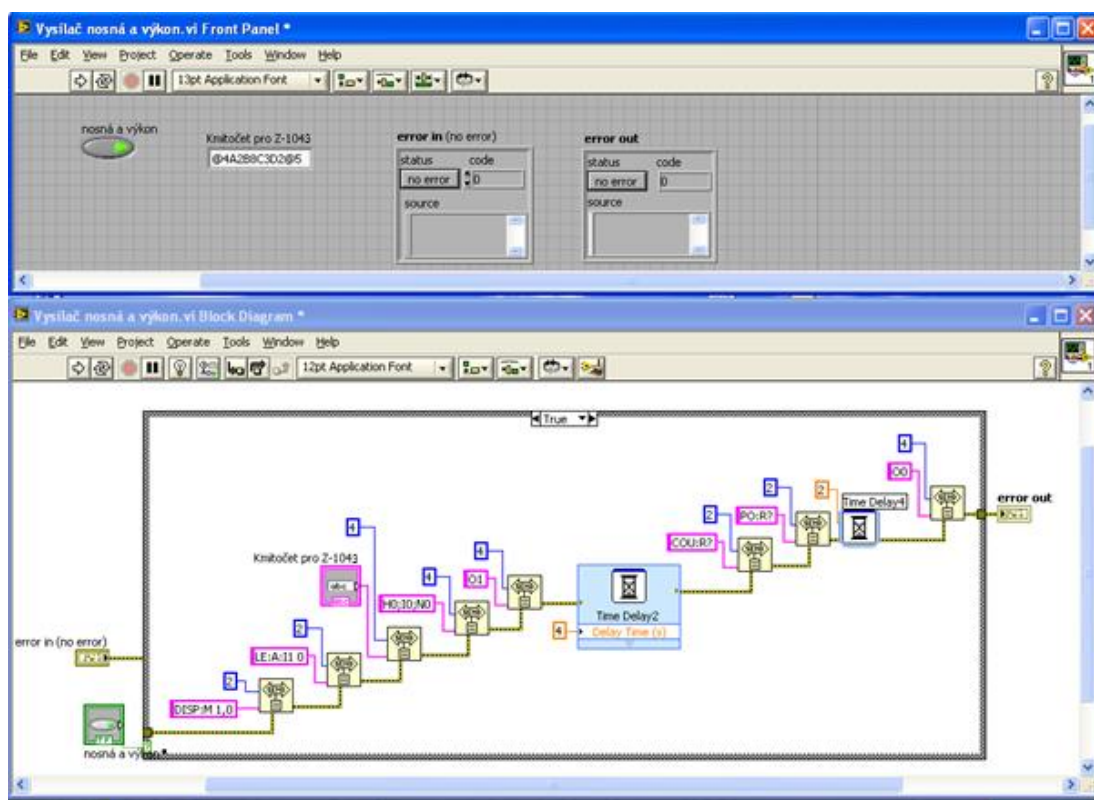 Vysílač nosná a výkon.vi Front Panel *
File Edit View Project Operate Tools Window Help
13pt Application Font
nosná a výkon
Kmitočet pro Z-1043
@4A2B8C3D2@5
error in (no error)
status code
no error 0
source
error out
status code
no error 0
source
Vysílač nosná a výkon.vi Block Diagram *
File Edit View Project Operate Tools Window Help
12pt Application Font
True
4
O0
error out
2
2
Time Delay4
PO:R?
2
COU:R?
4
4
Kmitočet pro Z-1043
abc
4
O1
H0;I0;N0
Time Delay2
4
Delay Time (s)
error in (no error)
2
LE:A:I1 0
2
DISP:M 1,0
nosná a výkon